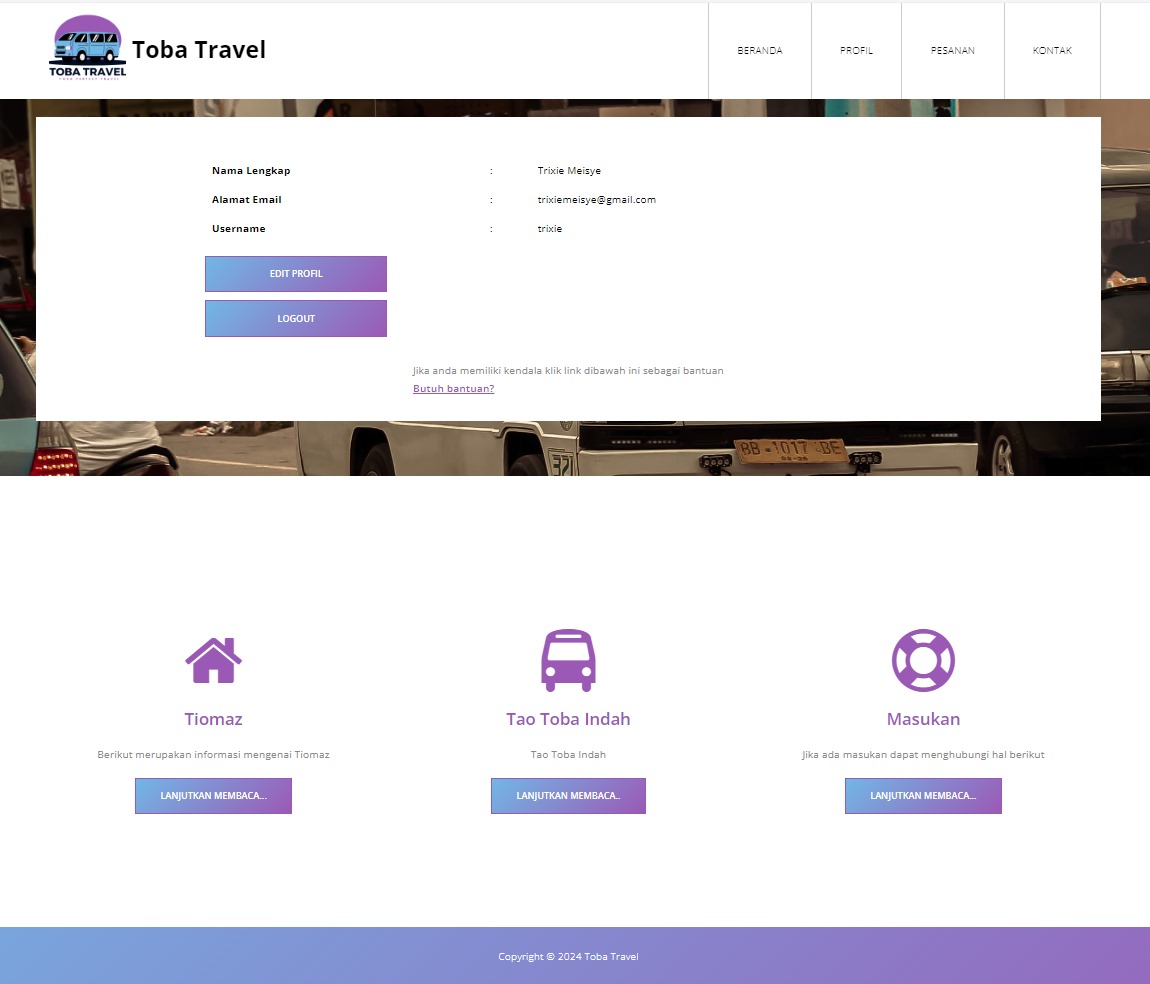 TOBA TRAVEL
Toba Travel
BERANDA PROFIL PESANAN KONTAK
Nama Lengkap : Trixie Meisye
Alamat Email : trixiemeisye@gmail.com
Username : trixie
EDIT PROFIL
LOGOUT
Jika anda memiliki kendala klik link dibawah ini sebagai bantuan
Butuh bantuan?
BB 1017 BE
Tiomaz
Berikut merupakan informasi mengenai Tiomaz
LANJUTKAN MEMBACA...
Tao Toba Indah
Tao Toba Indah
LANJUTKAN MEMBACA..
Masukan
Jika ada masukan dapat menghubungi hal berikut
LANJUTKAN MEMBACA...
Copyright © 2024 Toba Travel